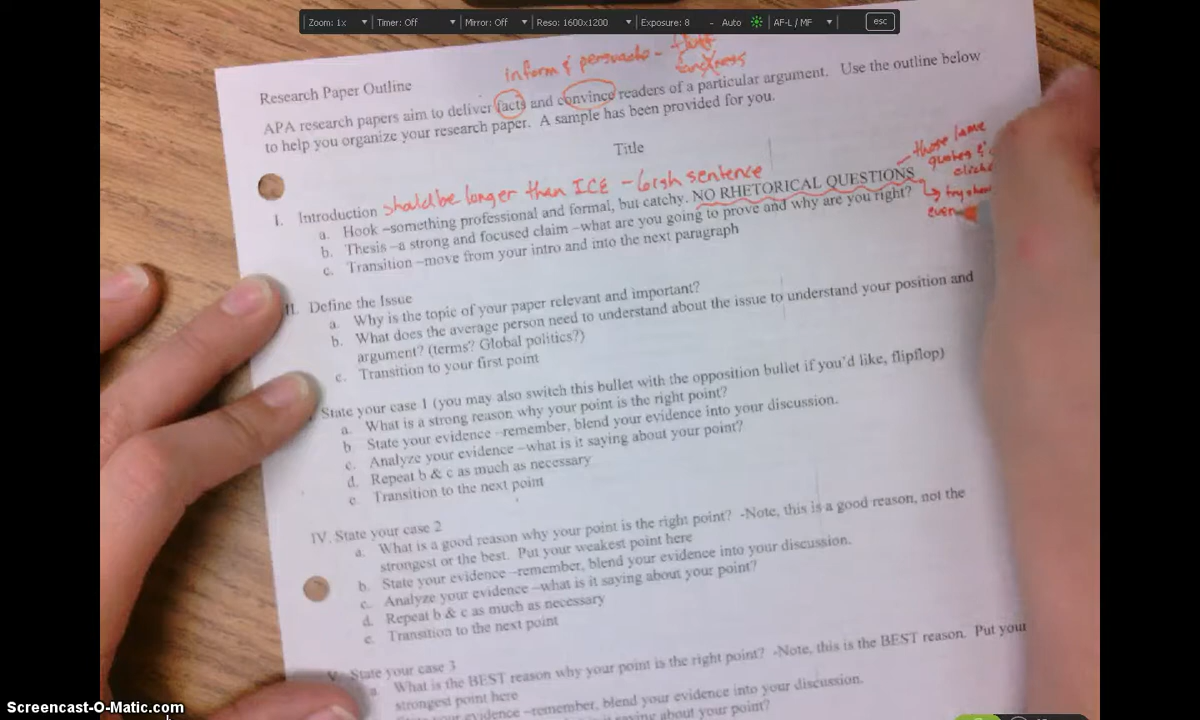 Zoom: 1x Timer: Off Mirror: Off Reso: 1600x1200 Exposure: 8 - Auto AF-L / MF esc
inform & persuade - fluff
Research Paper Outline
APA research papers aim to deliver facts and convince readers of a particular argument. Use the outline below
to help you organize your research paper. A sample has been provided for you.
Title
those lame
quotes &
I. Introduction should be longer than ICE - 6ish sentence
a. Hook –something professional and formal, but catchy. NO RHETORICAL QUESTIONS
b. Thesis –a strong and focused claim –what are you going to prove and why are you right?
c. Transition –move from your intro and into the next paragraph
II. Define the Issue
a. Why is the topic of your paper relevant and important?
b. What does the average person need to understand about the issue to understand your position and
argument? (terms? Global politics?)
c. Transition to your first point
State your case 1 (you may also switch this bullet with the opposition bullet if you'd like, flipflop)
a. What is a strong reason why your point is the right point?
b State your evidence –remember, blend your evidence into your discussion.
c. Analyze your evidence –what is it saying about your point?
d. Repeat b & c as much as necessary
e Transition to the next point
IV. State your case 2
a. What is a good reason why your point is the right point? -Note, this is a good reason, not the
strongest or the best. Put your weakest point here
b. State your evidence –remember, blend your evidence into your discussion.
c. Analyze your evidence –what is it saying about your point?
d. Repeat b & c as much as necessary
e. Transition to the next point
V. State your case 3
a. What is the BEST reason why your point is the right point? -Note, this is the BEST reason. Put your
strongest point here
State your evidence –remember, blend your evidence into your discussion.
it saying about your point?
Screencast-O-Matic.com